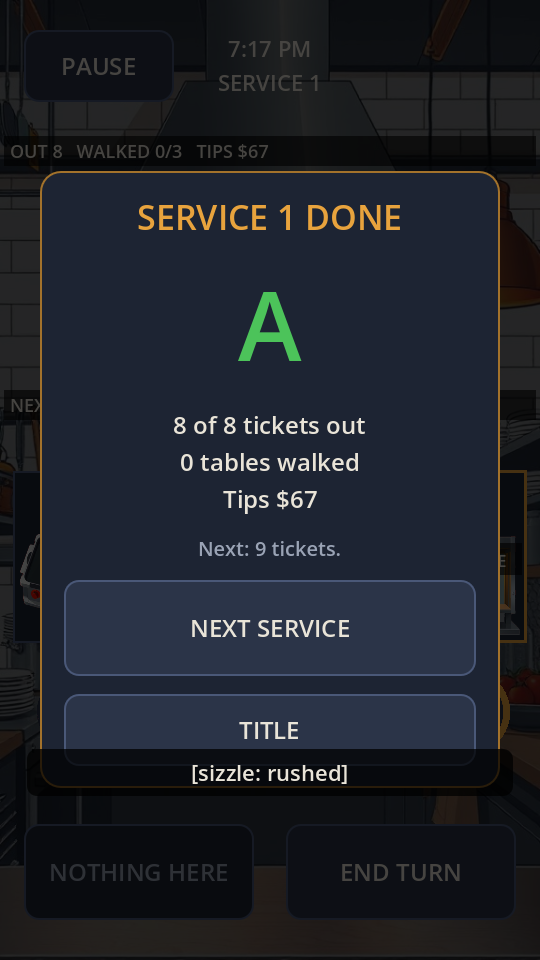 PAUSE
7:17 PM
SERVICE 1
OUT 8 WALKED 0/3 TIPS $67
SERVICE 1 DONE
A
8 of 8 tickets out
0 tables walked
Tips $67
Next: 9 tickets.
NEXT SERVICE
TITLE
[sizzle: rushed]
NOTHING HERE
END TURN